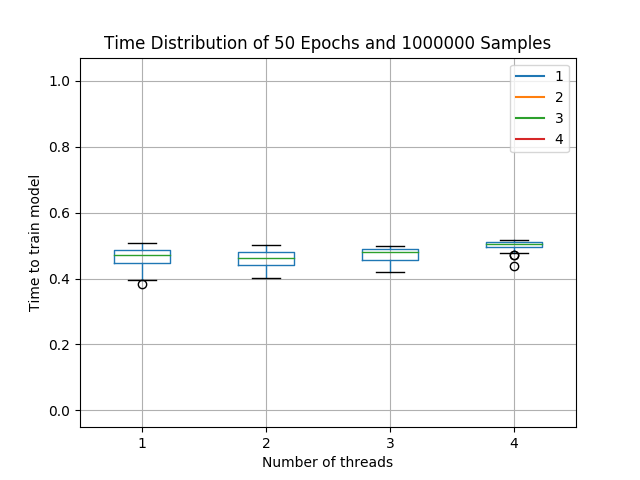 Time Distribution of 50 Epochs and 1000000 Samples
1.0
0.8
0.6
0.4
0.2
0.0
Time to train model
1
2
3
4
1 2 3 4
Number of threads